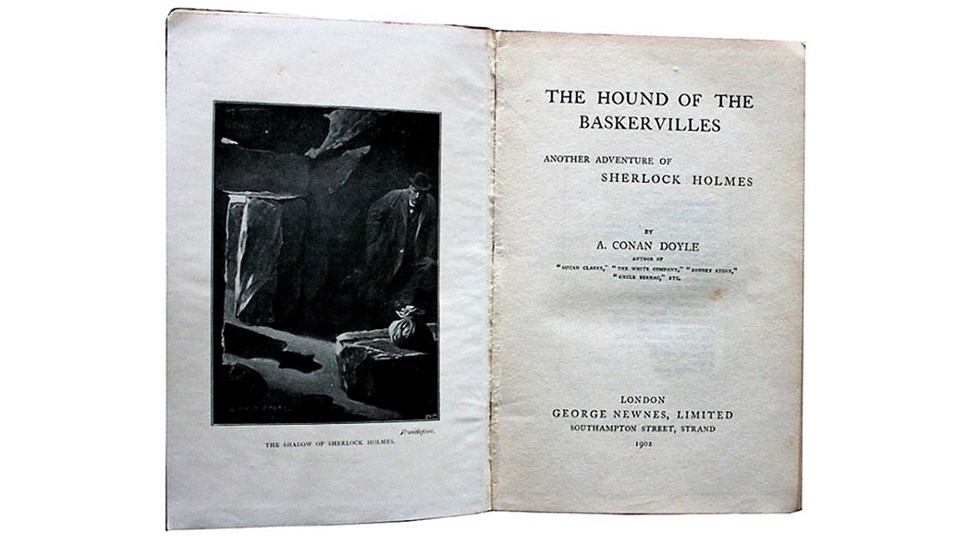 Frontispiece.
THE SHADOW OF SHERLOCK HOLMES.
THE HOUND OF THE
BASKERVILLES
ANOTHER ADVENTURE OF
SHERLOCK HOLMES
BY
A. CONAN DOYLE
AUTHOR OF
"MICAH CLARKE," "THE WHITE COMPANY," "RODNEY STONE,"
"UNCLE BERNAC," ETC.
LONDON
GEORGE NEWNES, LIMITED
SOUTHAMPTON STREET, STRAND
1902